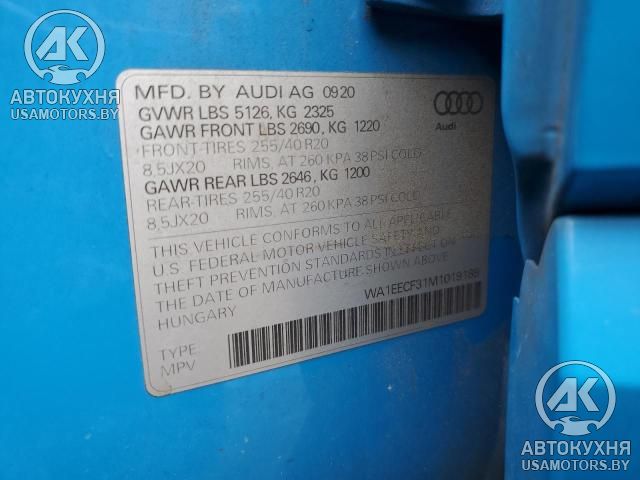 АК
АВТОКУХНЯ
USAMOTORS.BY
MFD. BY AUDI AG 0920
GVWR LBS 5126, KG 2325
GAWR FRONT LBS 2690, KG 1220
FRONT-TIRES 255/40 R20
8,5JX20 RIMS, AT 260 KPA 38 PSI COLD
GAWR REAR LBS 2646, KG 1200
REAR-TIRES 255/40 R20
8,5JX20 RIMS, AT 260 KPA 38 PSI COLD
Audi
THIS VEHICLE CONFORMS TO ALL APPLICABLE
U.S. FEDERAL MOTOR VEHICLE SAFETY AND
THEFT PREVENTION STANDARDS IN EFFECT ON
THE DATE OF MANUFACTURE SHOWN ABOVE
HUNGARY
WA1EECF31M1019189
TYPE
MPV
АК
АВТОКУХНЯ
USAMOTORS.BY